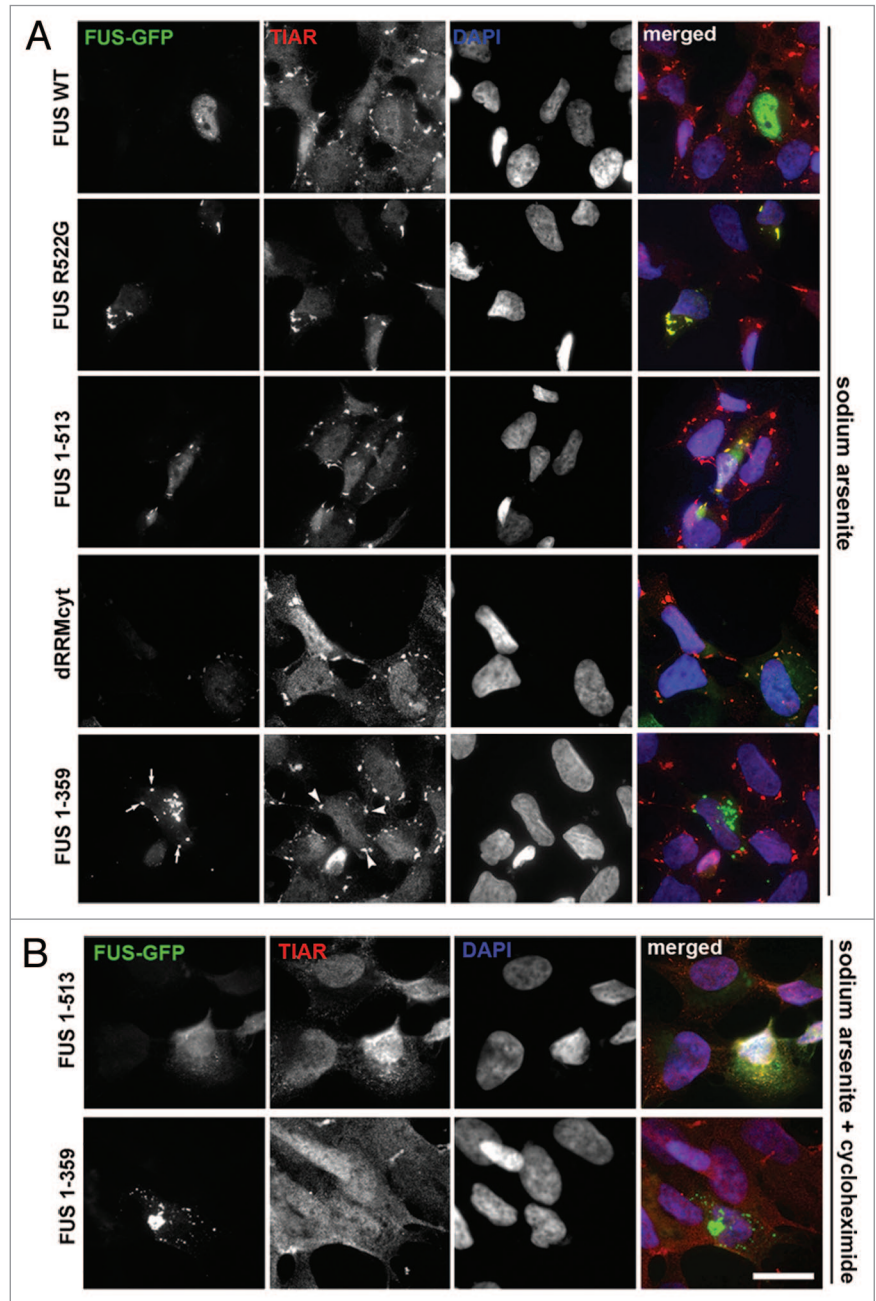 A
FUS-GFP
TIAR
DAPI
merged
FUS WT
FUS R522G
FUS 1-513
dRRMcyt
FUS 1-359
sodium arsenite
B
FUS-GFP
TIAR
DAPI
merged
FUS 1-513
FUS 1-359
sodium arsenite + cycloheximide